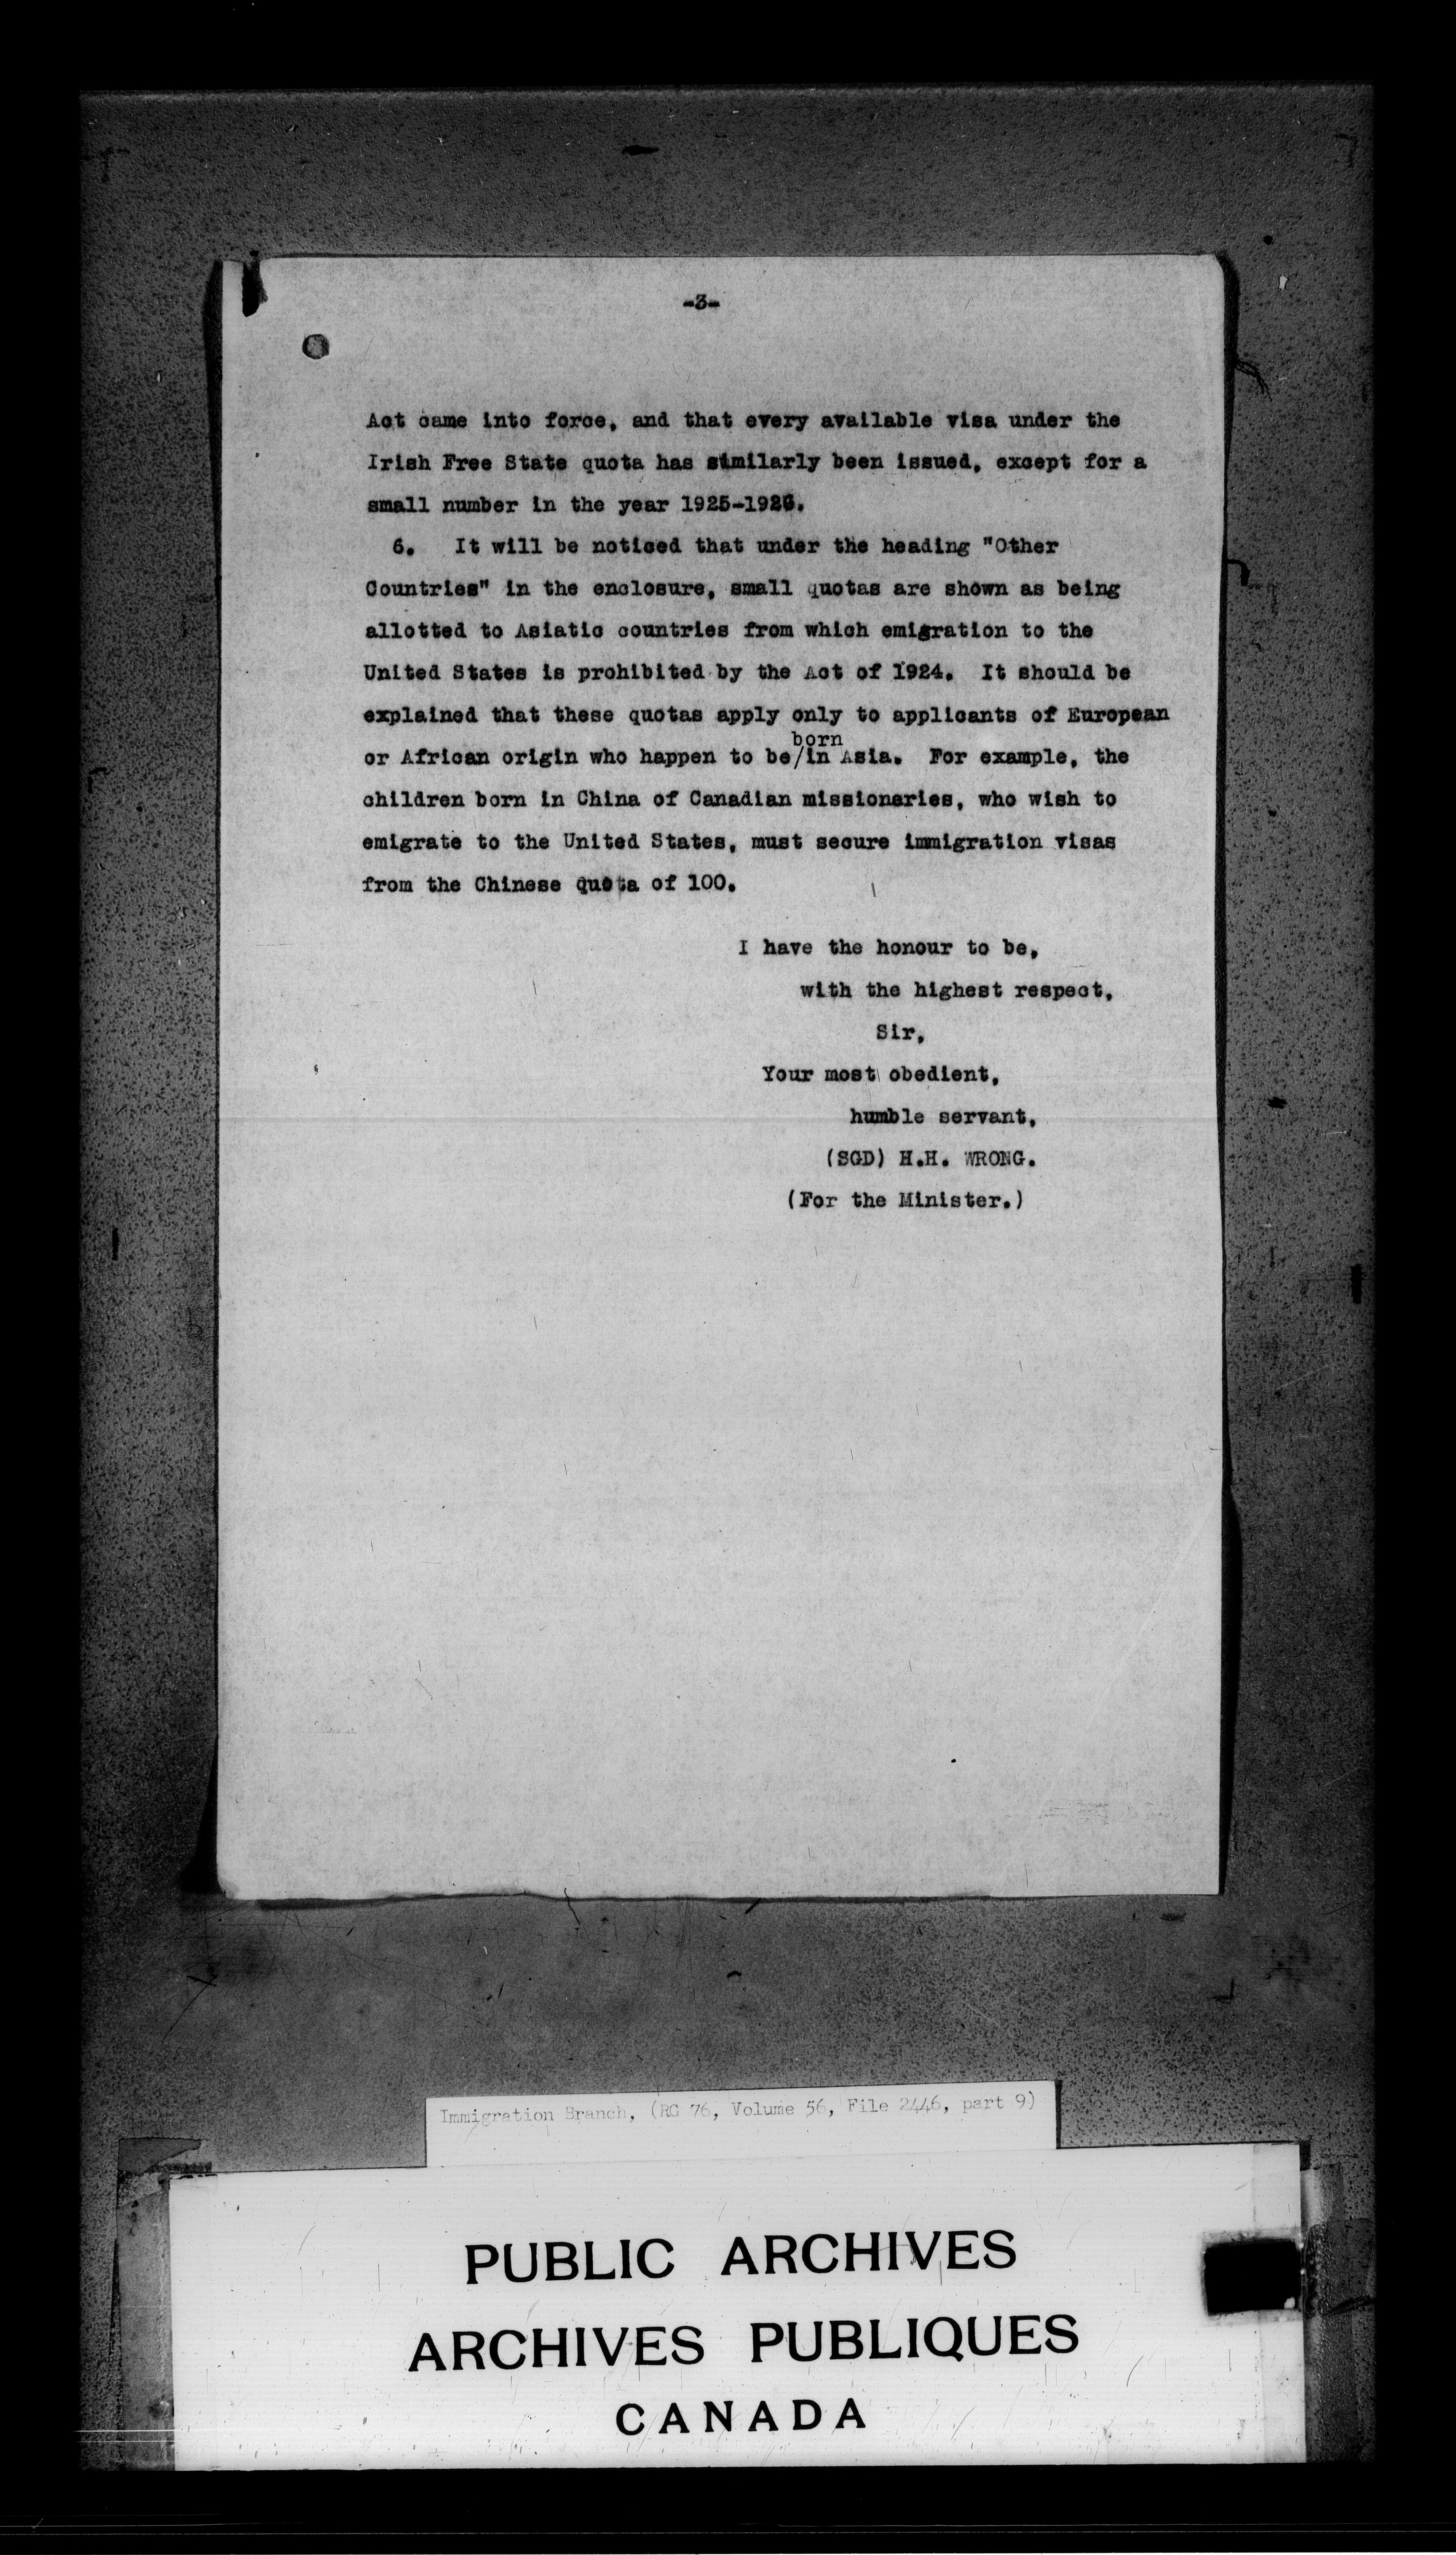 -3-
Act came into force, and that every available visa under the
Irish Free State quota has similarly been issued, except for a
small number in the year 1925-1926.
6. It will be noticed that under the heading "Other
Countries" in the enclosure, small quotas are shown as being
allotted to Asiatic countries from which emigration to the
United States is prohibited by the Act of 1924. It should be
explained that these quotas apply only to applicants of European
born
or African origin who happen to be/in Asia. For example, the
children born in China of Canadian missionaries, who wish to
emigrate to the United States, must secure immigration visas
from the Chinese quota of 100.
I have the honour to be,
with the highest respect,
Sir,
Your most obedient,
humble servant,
(SGD) H.H. WRONG.
(For the Minister.)
Immigration Branch, (RG 76, Volume 56, File 2446, part 9)
PUBLIC ARCHIVES
ARCHIVES PUBLIQUES
CANADA